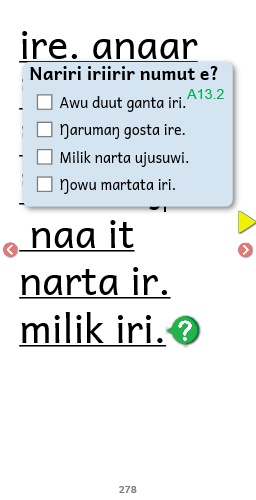 ire. anaar
Nariri iriirir numut e?
A13.2
Awu duut ganta iri.
Ŋarumaŋ gosta ire.
Milik narta ujusuwi.
Ŋowu martata iri.
naa it
narta ir.
milik iri.
?
278